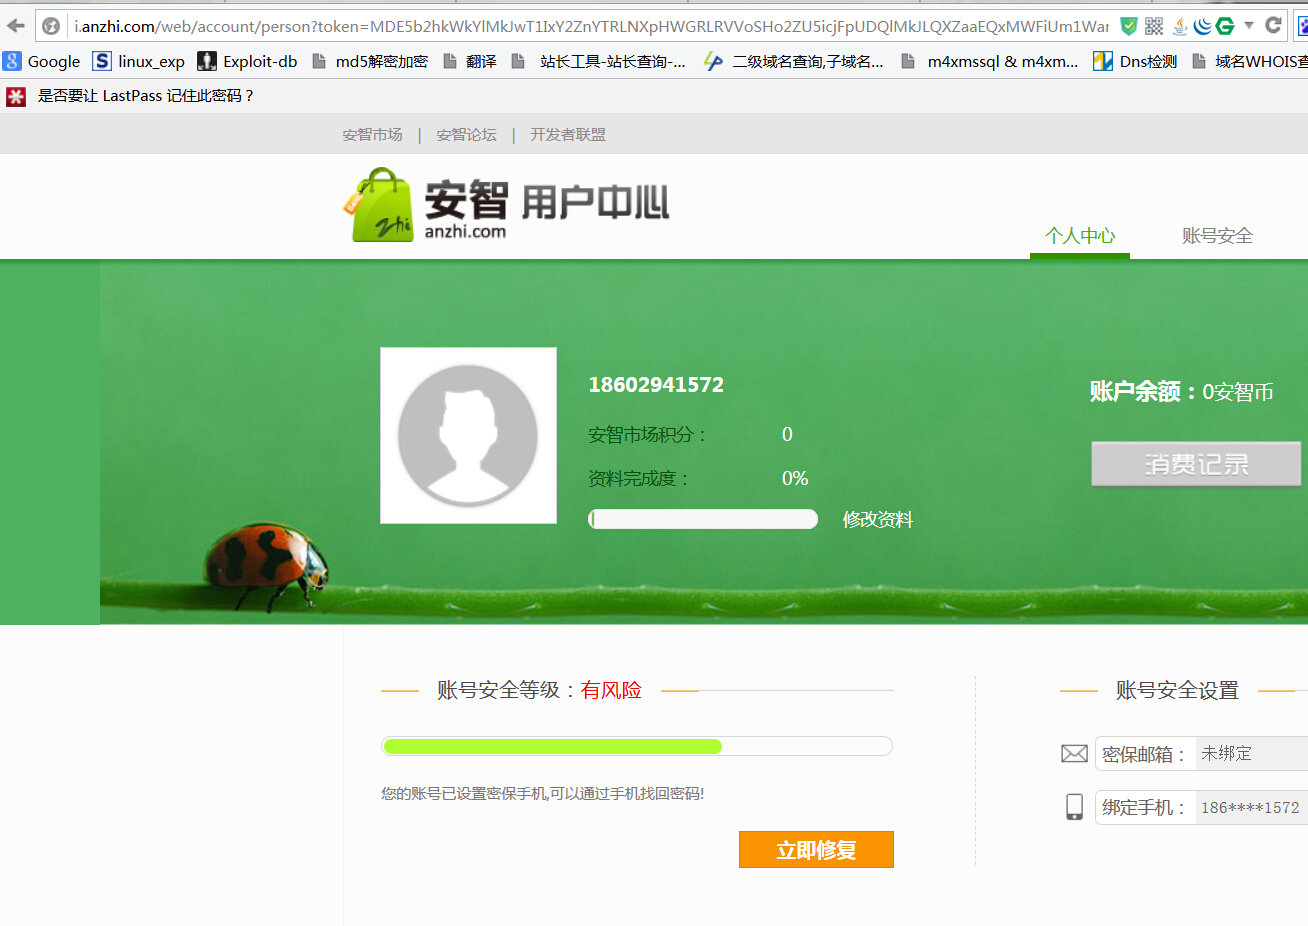 i.anzhi.com/web/account/person?token=MDE5b2hkWkYlMkJwT1IxY2ZnYTRLNXpHWGRLRVVoSHo2ZU5icjFpUDQlMkJLQXZaaEQxMWFiUm1War
Google linux_exp Exploit-db md5解密加密 翻译 站长工具-站长查询-... 二级域名查询,子域名... m4xmssql & m4xm... Dns检测 域名WHOIS查
是否要让 LastPass 记住此密码？
安智市场 | 安智论坛 | 开发者联盟
zhi 安智 用户中心
anzhi.com
个人中心 账号安全
18602941572
账户余额：0安智币
安智市场积分： 0
消费记录
资料完成度： 0%
修改资料
账号安全等级：有风险
账号安全设置
密保邮箱： 未绑定
您的账号已设置密保手机,可以通过手机找回密码!
绑定手机： 186****1572
立即修复